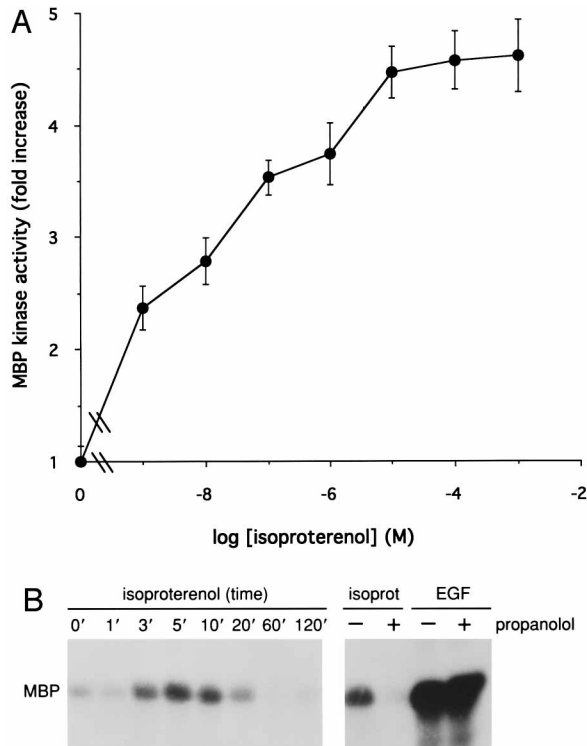 A
MBP kinase activity (fold increase)
5
4
3
2
1
0 -8 -6 -4 -2
log [isoproterenol] (M)
B
isoproterenol (time) isoprot EGF
0′ 1′ 3′ 5′ 10′ 20′ 60′ 120′ − + − + propanolol
MBP